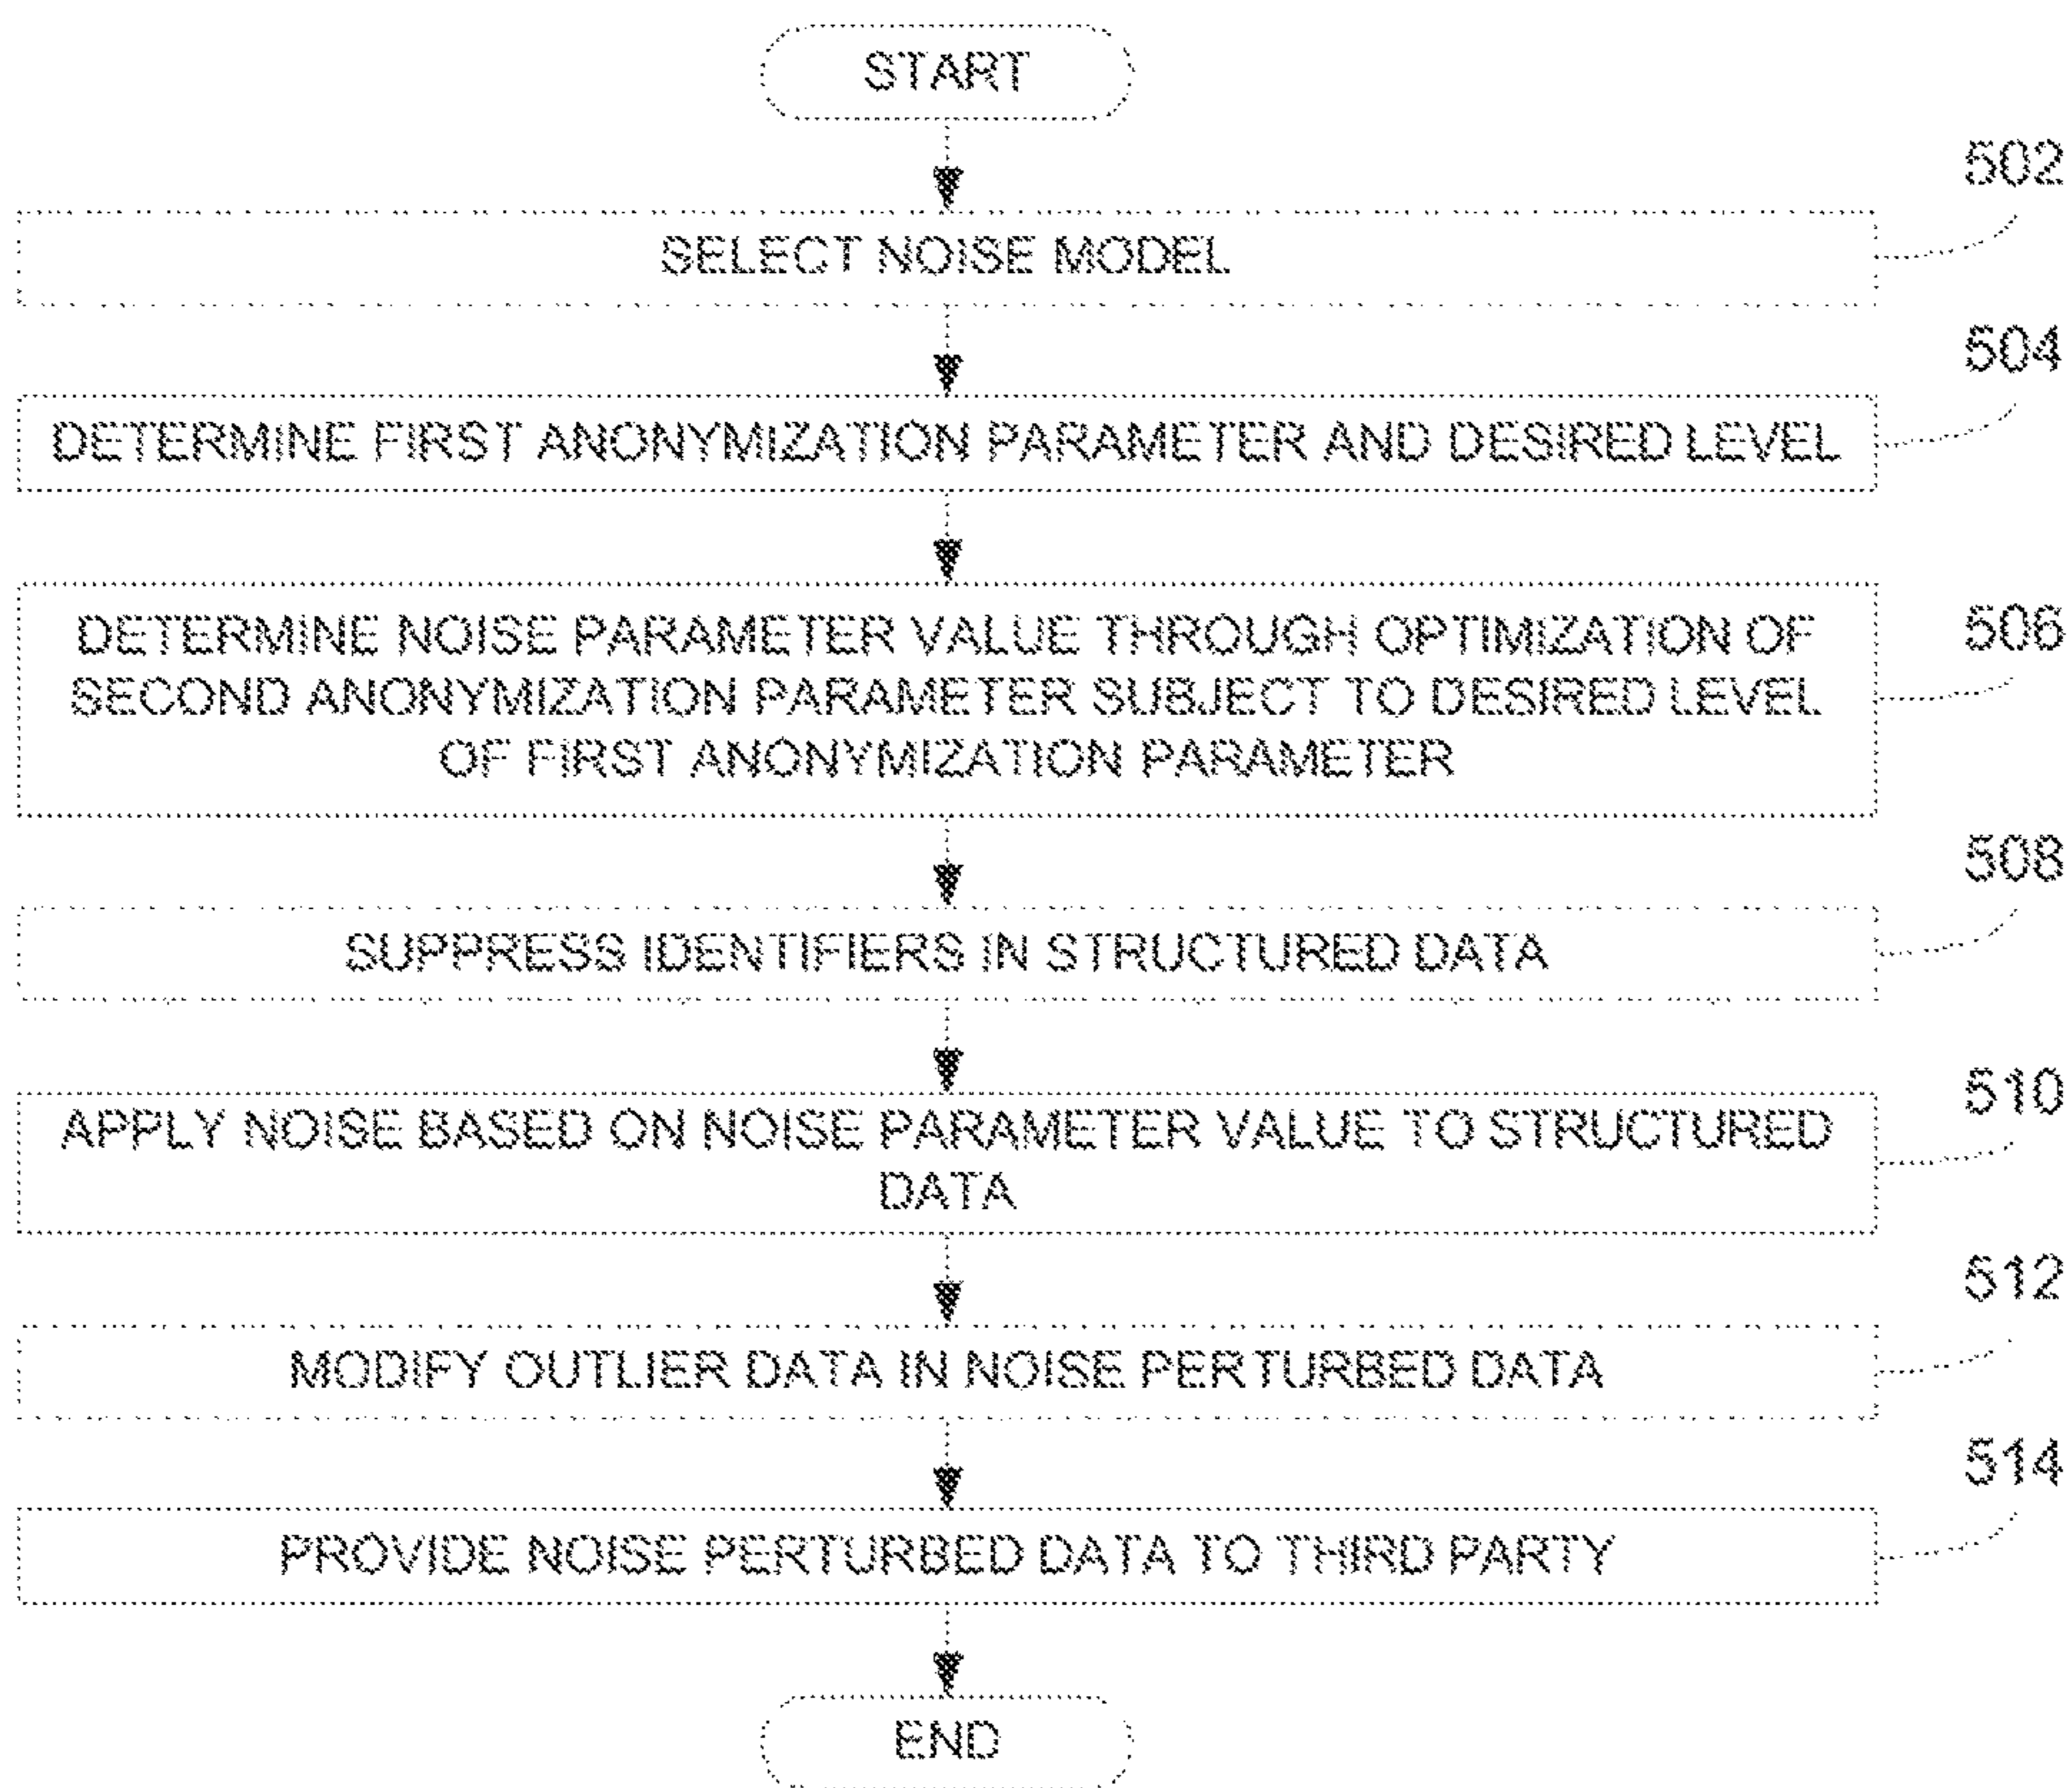 START
502
SELECT NOISE MODEL
504
DETERMINE FIRST ANONYMIZATION PARAMETER AND DESIRED LEVEL
506
DETERMINE NOISE PARAMETER VALUE THROUGH OPTIMIZATION OF
SECOND ANONYMIZATION PARAMETER SUBJECT TO DESIRED LEVEL
OF FIRST ANONYMIZATION PARAMETER
508
SUPPRESS IDENTIFIERS IN STRUCTURED DATA
510
APPLY NOISE BASED ON NOISE PARAMETER VALUE TO STRUCTURED
DATA
512
MODIFY OUTLIER DATA IN NOISE PERTURBED DATA
514
PROVIDE NOISE PERTURBED DATA TO THIRD PARTY
END